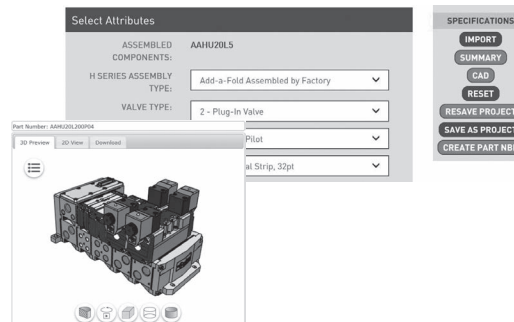 Select Attributes
ASSEMBLED COMPONENTS: AAHU20L5
H SERIES ASSEMBLY TYPE: Add-a-Fold Assembled by Factory
VALVE TYPE: 2 - Plug-In Valve
Pilot
al Strip, 32pt
Part Number: AAHU20L200P04
3D Preview 2D View Download
SPECIFICATIONS
IMPORT
SUMMARY
CAD
RESET
RESAVE PROJECT
SAVE AS PROJECT
CREATE PART NBR